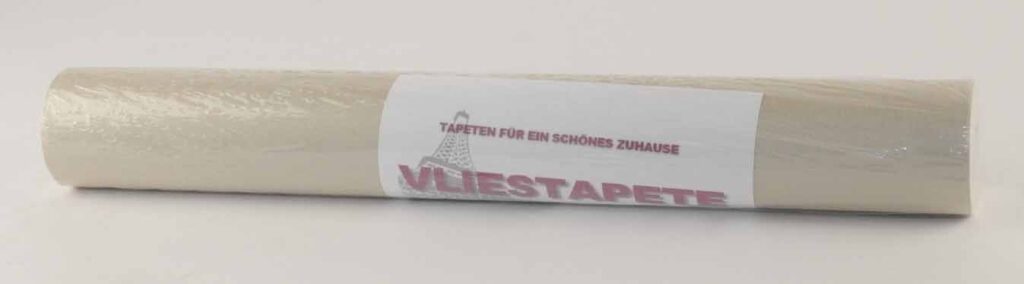 TAPETEN FÜR EIN SCHÖNES ZUHAUSE
VLIESTAPETE